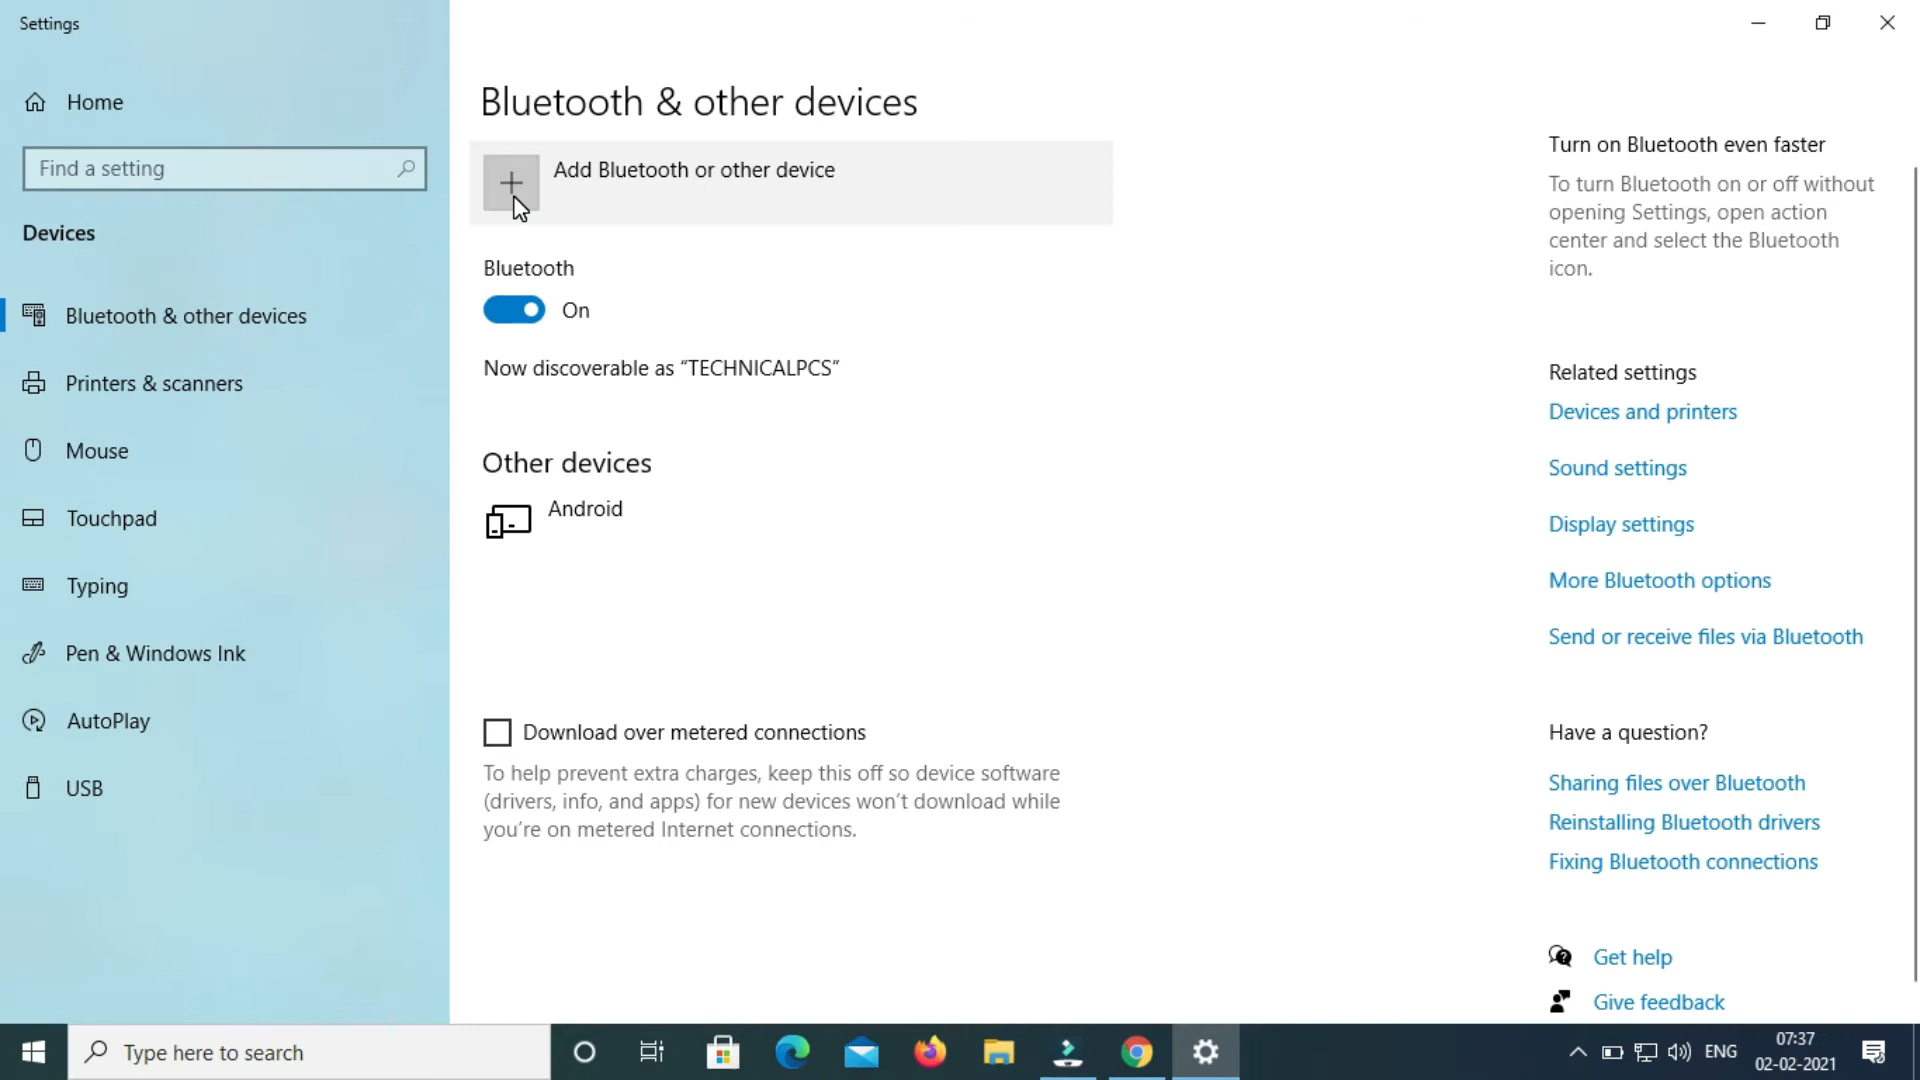 Settings
Home
Find a setting
Devices
Bluetooth & other devices
Printers & scanners
Mouse
Touchpad
Typing
Pen & Windows Ink
AutoPlay
USB
Bluetooth & other devices
Add Bluetooth or other device
Bluetooth
On
Now discoverable as “TECHNICALPCS”
Other devices
Android
Download over metered connections
To help prevent extra charges, keep this off so device software
(drivers, info, and apps) for new devices won’t download while
you’re on metered Internet connections.
Turn on Bluetooth even faster
To turn Bluetooth on or off without
opening Settings, open action
center and select the Bluetooth
icon.
Related settings
Devices and printers
Sound settings
Display settings
More Bluetooth options
Send or receive files via Bluetooth
Have a question?
Sharing files over Bluetooth
Reinstalling Bluetooth drivers
Fixing Bluetooth connections
Get help
Give feedback
Type here to search
ENG
07:37
02-02-2021